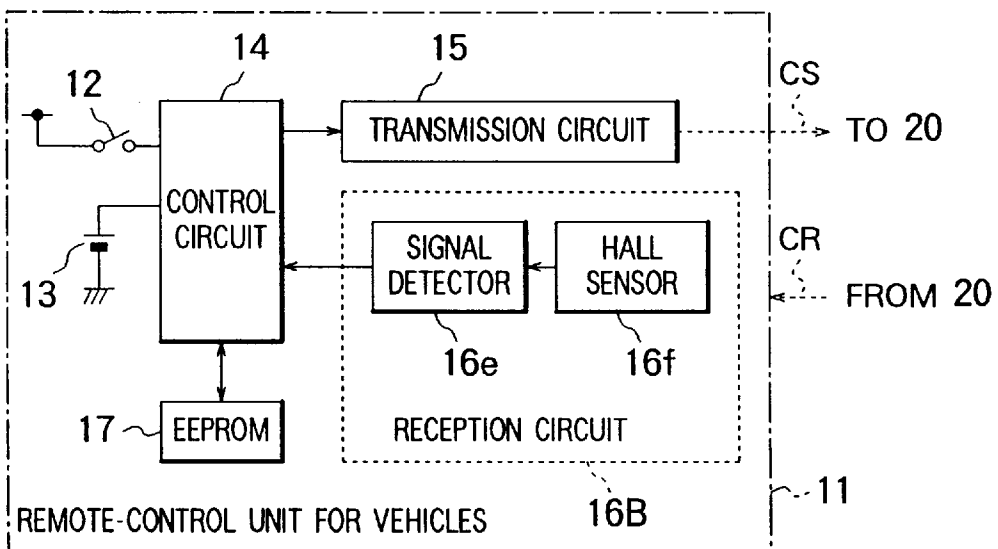 14
15
CS
12
TRANSMISSION CIRCUIT
TO 20
CONTROL
CIRCUIT
SIGNAL
DETECTOR
HALL
SENSOR
CR
13
FROM 20
16e
16f
17
EEPROM
RECEPTION CIRCUIT
11
REMOTE-CONTROL UNIT FOR VEHICLES
16B